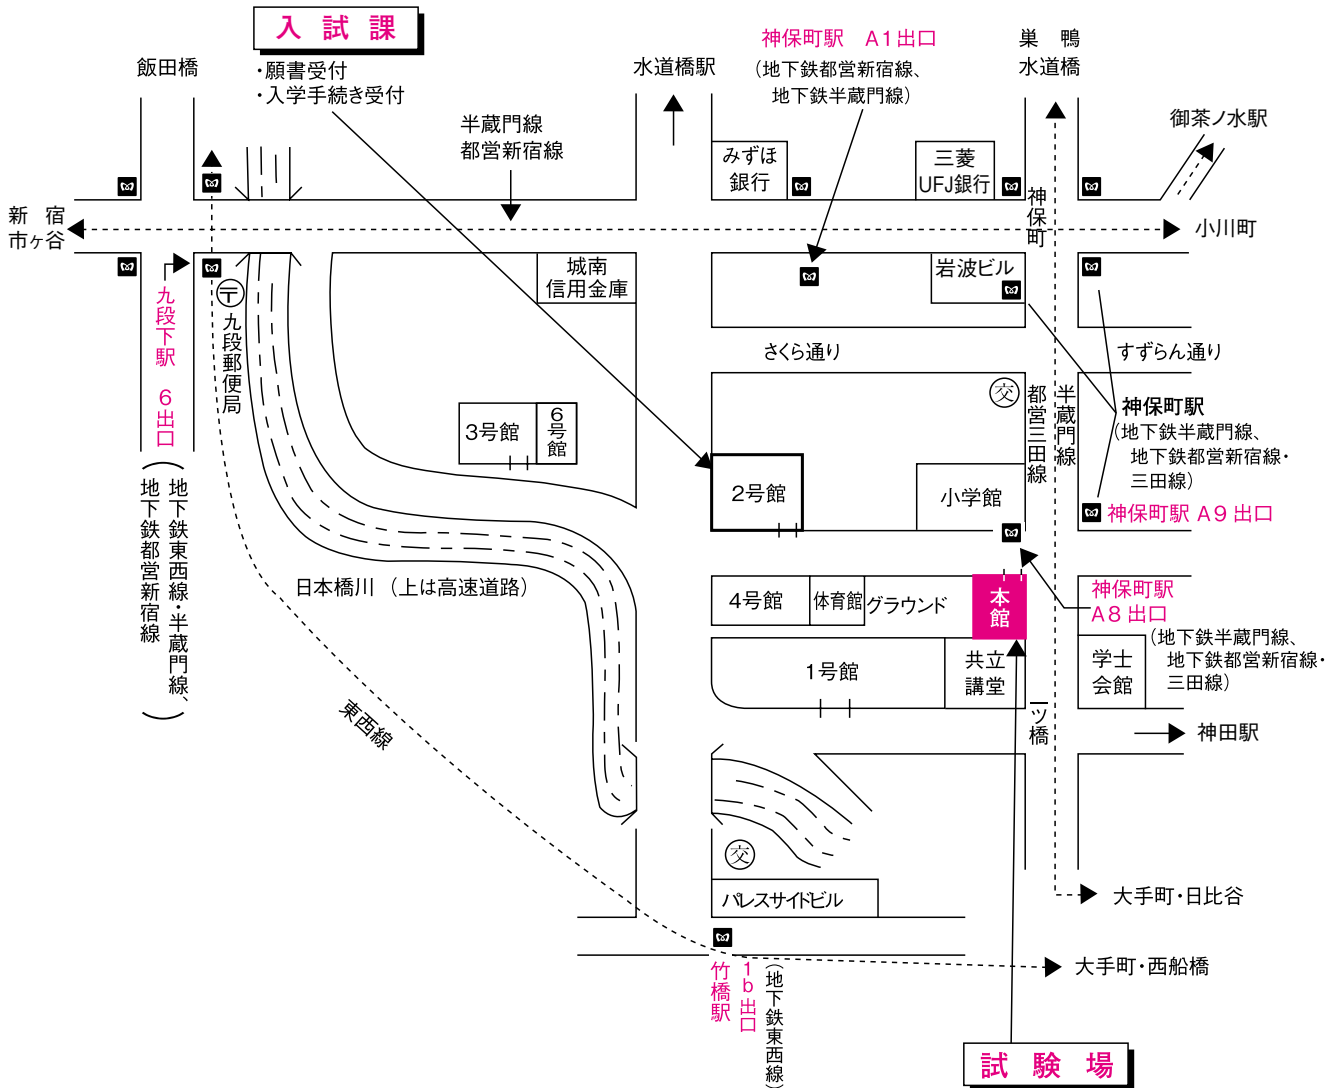 入試課
・願書受付
・入学手続き受付
飯田橋
水道橋駅
神保町駅 A1出口
（地下鉄都営新宿線、
地下鉄半蔵門線）
巣鴨
水道橋
御茶ノ水駅
半蔵門線
都営新宿線
みずほ
銀行
三菱
UFJ銀行
神保町
新宿
市ヶ谷
小川町
城南
信用金庫
岩波ビル
〒
九段郵便局
九段下駅 6出口
（地下鉄東西線・半蔵門線、
地下鉄都営新宿線）
さくら通り
すずらん通り
交
都営三田線
半蔵門線
神保町駅
（地下鉄半蔵門線、
地下鉄都営新宿線・
三田線）
3号館
6号館
2号館
小学館
神保町駅 A9出口
日本橋川 （上は高速道路）
4号館
体育館
グラウンド
本館
神保町駅
A8出口
（地下鉄半蔵門線、
地下鉄都営新宿線・
三田線）
1号館
共立
講堂
学士
会館
一ツ橋
神田駅
東西線
交
パレスサイドビル
大手町・日比谷
大手町・西船橋
竹橋駅
1b出口
（地下鉄東西線）
試験場